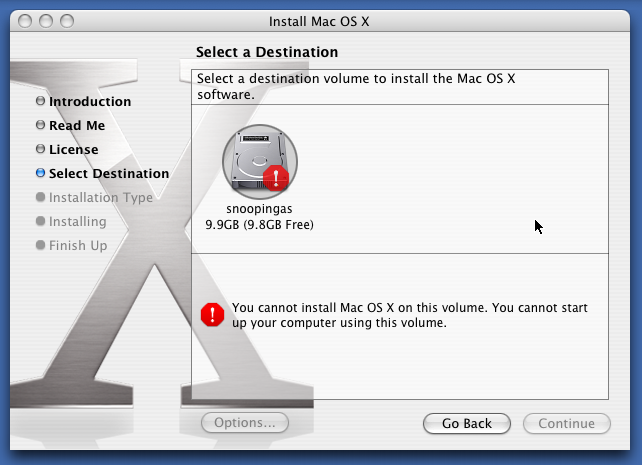 Install Mac OS X
Select a Destination
Select a destination volume to install the Mac OS X
software.
Introduction
Read Me
License
Select Destination
Installation Type
Installing
Finish Up
snoopingas
9.9GB (9.8GB Free)
You cannot install Mac OS X on this volume. You cannot start
up your computer using this volume.
Options...
Go Back
Continue